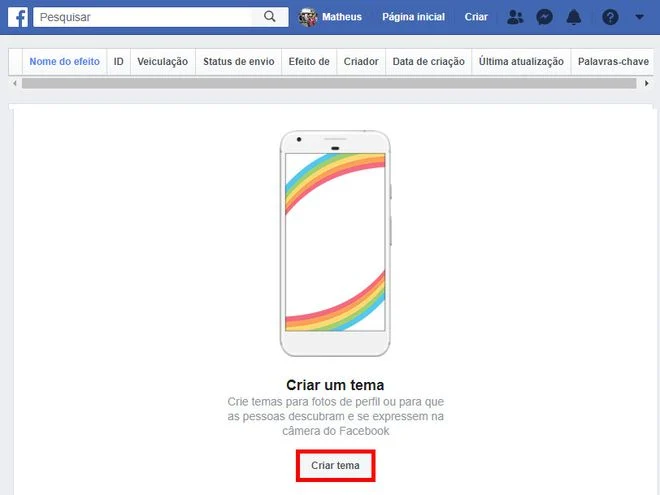 f Pesquisar Matheus Página inicial Criar
Nome do efeito ID Veiculação Status de envio Efeito de Criador Data de criação Última atualização Palavras-chave
Criar um tema
Crie temas para fotos de perfil ou para que
as pessoas descubram e se expressem na
câmera do Facebook
Criar tema